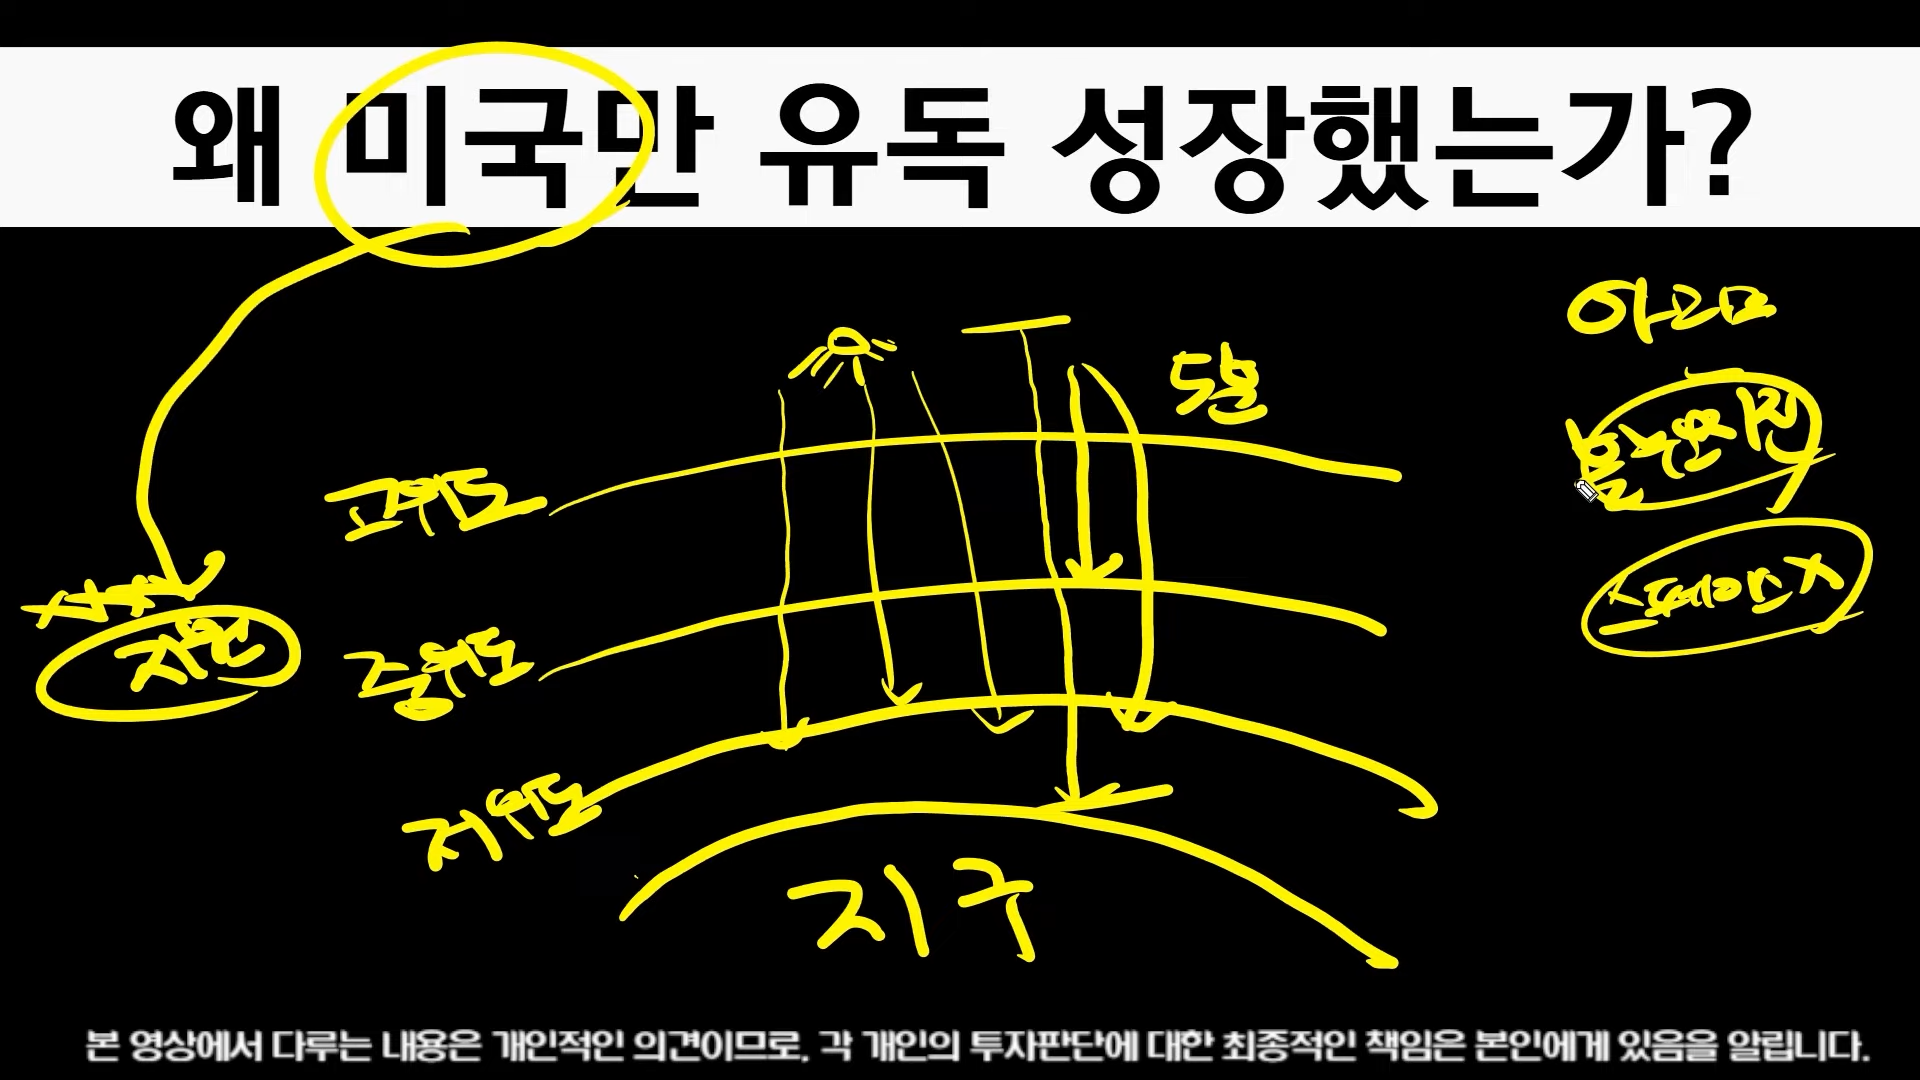 왜 미국만 유독 성장했는가?
5분
고위도
중위도
저위도
자원
스페이스X
지구
본 영상에서 다루는 내용은 개인적인 의견이므로, 각 개인의 투자판단에 대한 최종적인 책임은 본인에게 있음을 알립니다.